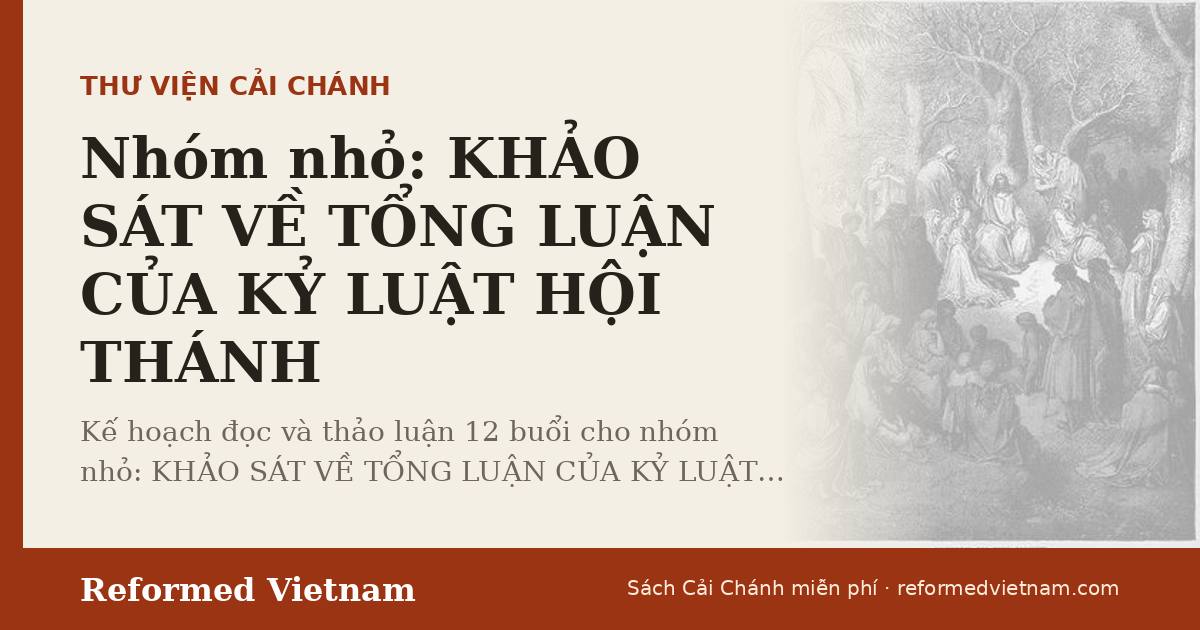 THƯ VIỆN CẢI CHÁNH
Nhóm nhỏ: KHẢO
SÁT VỀ TỔNG LUẬN
CỦA KỶ LUẬT HỘI
THÁNH
Kế hoạch đọc và thảo luận 12 buổi cho nhóm
nhỏ: KHẢO SÁT VỀ TỔNG LUẬN CỦA KỶ LUẬT...
Reformed Vietnam
Sách Cải Chánh miễn phí · reformedvietnam.com